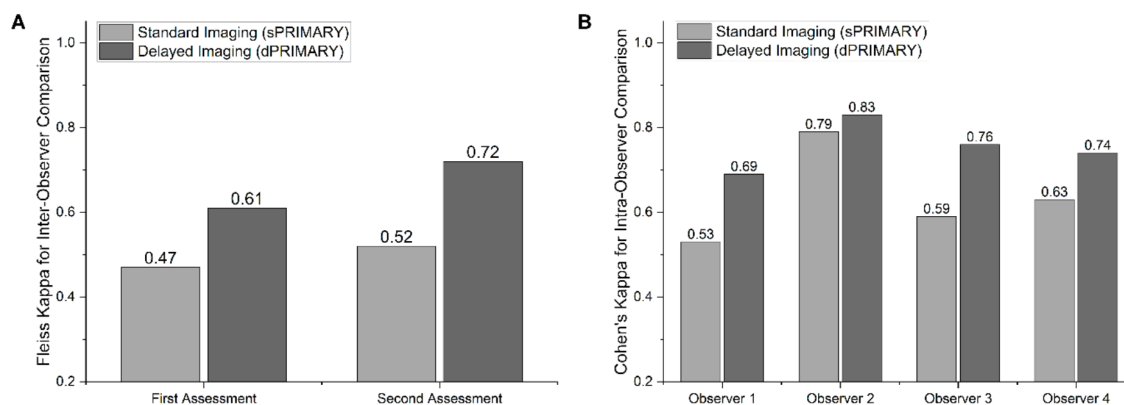 A
Fleiss Kappa for Inter-Observer Comparison
Standard Imaging (sPRIMARY)
Delayed Imaging (dPRIMARY)
1.0
0.8
0.6
0.4
0.2
0.47
0.61
0.52
0.72
First Assessment
Second Assessment
B
Cohen's Kappa for Intra-Observer Comparison
Standard Imaging (sPRIMARY)
Delayed Imaging (dPRIMARY)
1.0
0.8
0.6
0.4
0.2
0.53
0.69
0.79
0.83
0.59
0.76
0.63
0.74
Observer 1
Observer 2
Observer 3
Observer 4